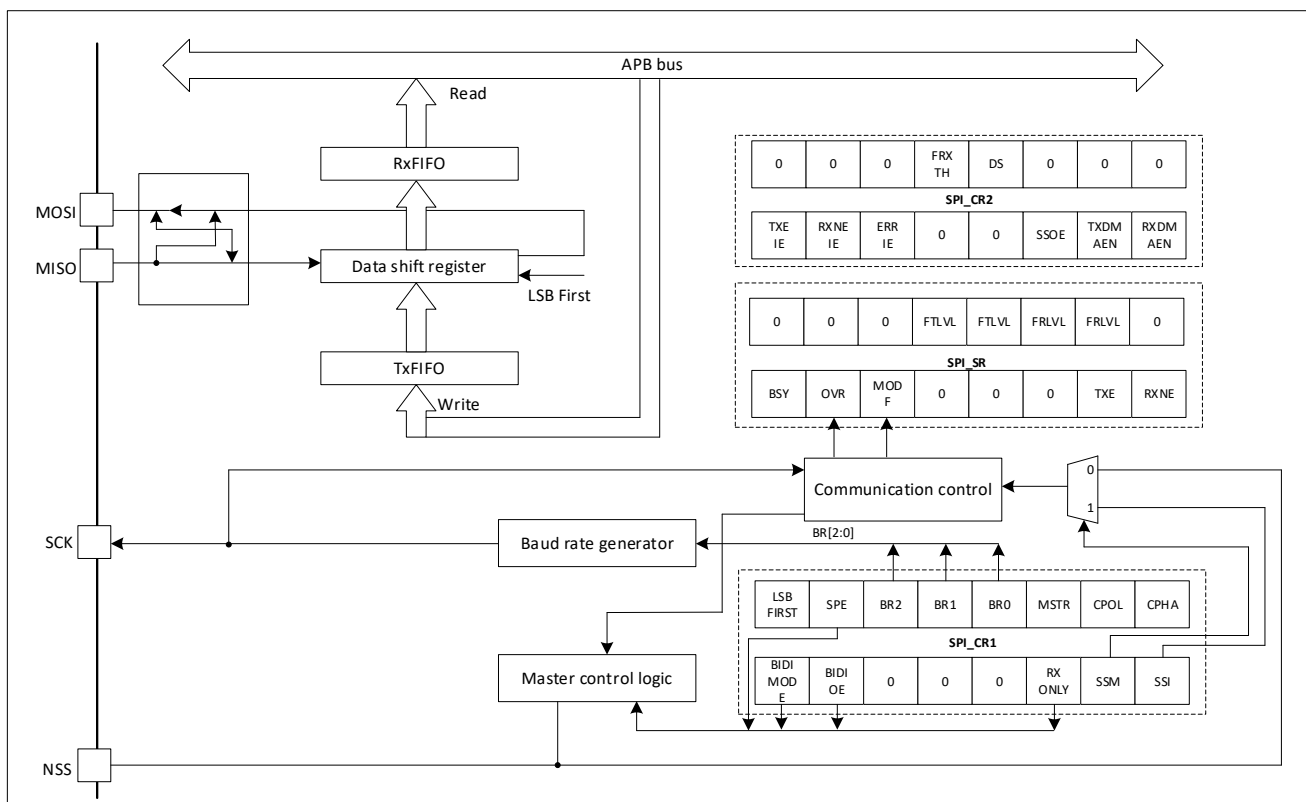 APB bus
Read
RxFIFO
MOSI
MISO
Data shift register
LSB First
TxFIFO
Write
0 0 0 FRX DS 0 0 0
TH
SPI_CR2
TXE RXNE ERR 0 0 SSOE TXDM RXDM
IE IE IE AEN AEN
0 0 0 FTLVL FTLVL FRLVL FRLVL 0
SPI_SR
BSY OVR MOD 0 0 0 TXE RXNE
F
Communication control
0
1
SCK
Baud rate generator
BR[2:0]
LSB SPE BR2 BR1 BR0 MSTR CPOL CPHA
FIRST
SPI_CR1
Master control logic
BIDI BIDI 0 0 0 RX SSM SSI
MOD OE ONLY
E
NSS